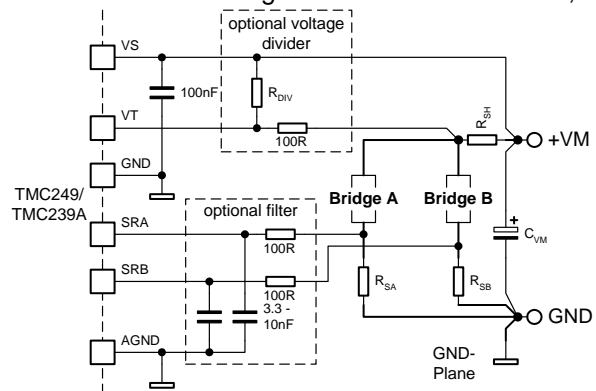 optional voltage
divider
VS
100nF
R_DIV
VT
100R
R_SH
+VM
GND
TMC249/
TMC239A
Bridge A
Bridge B
optional filter
SRA
100R
+
C_VM
SRB
100R
R_SA
R_SB
3.3 -
10nF
GND
AGND
GND-
Plane